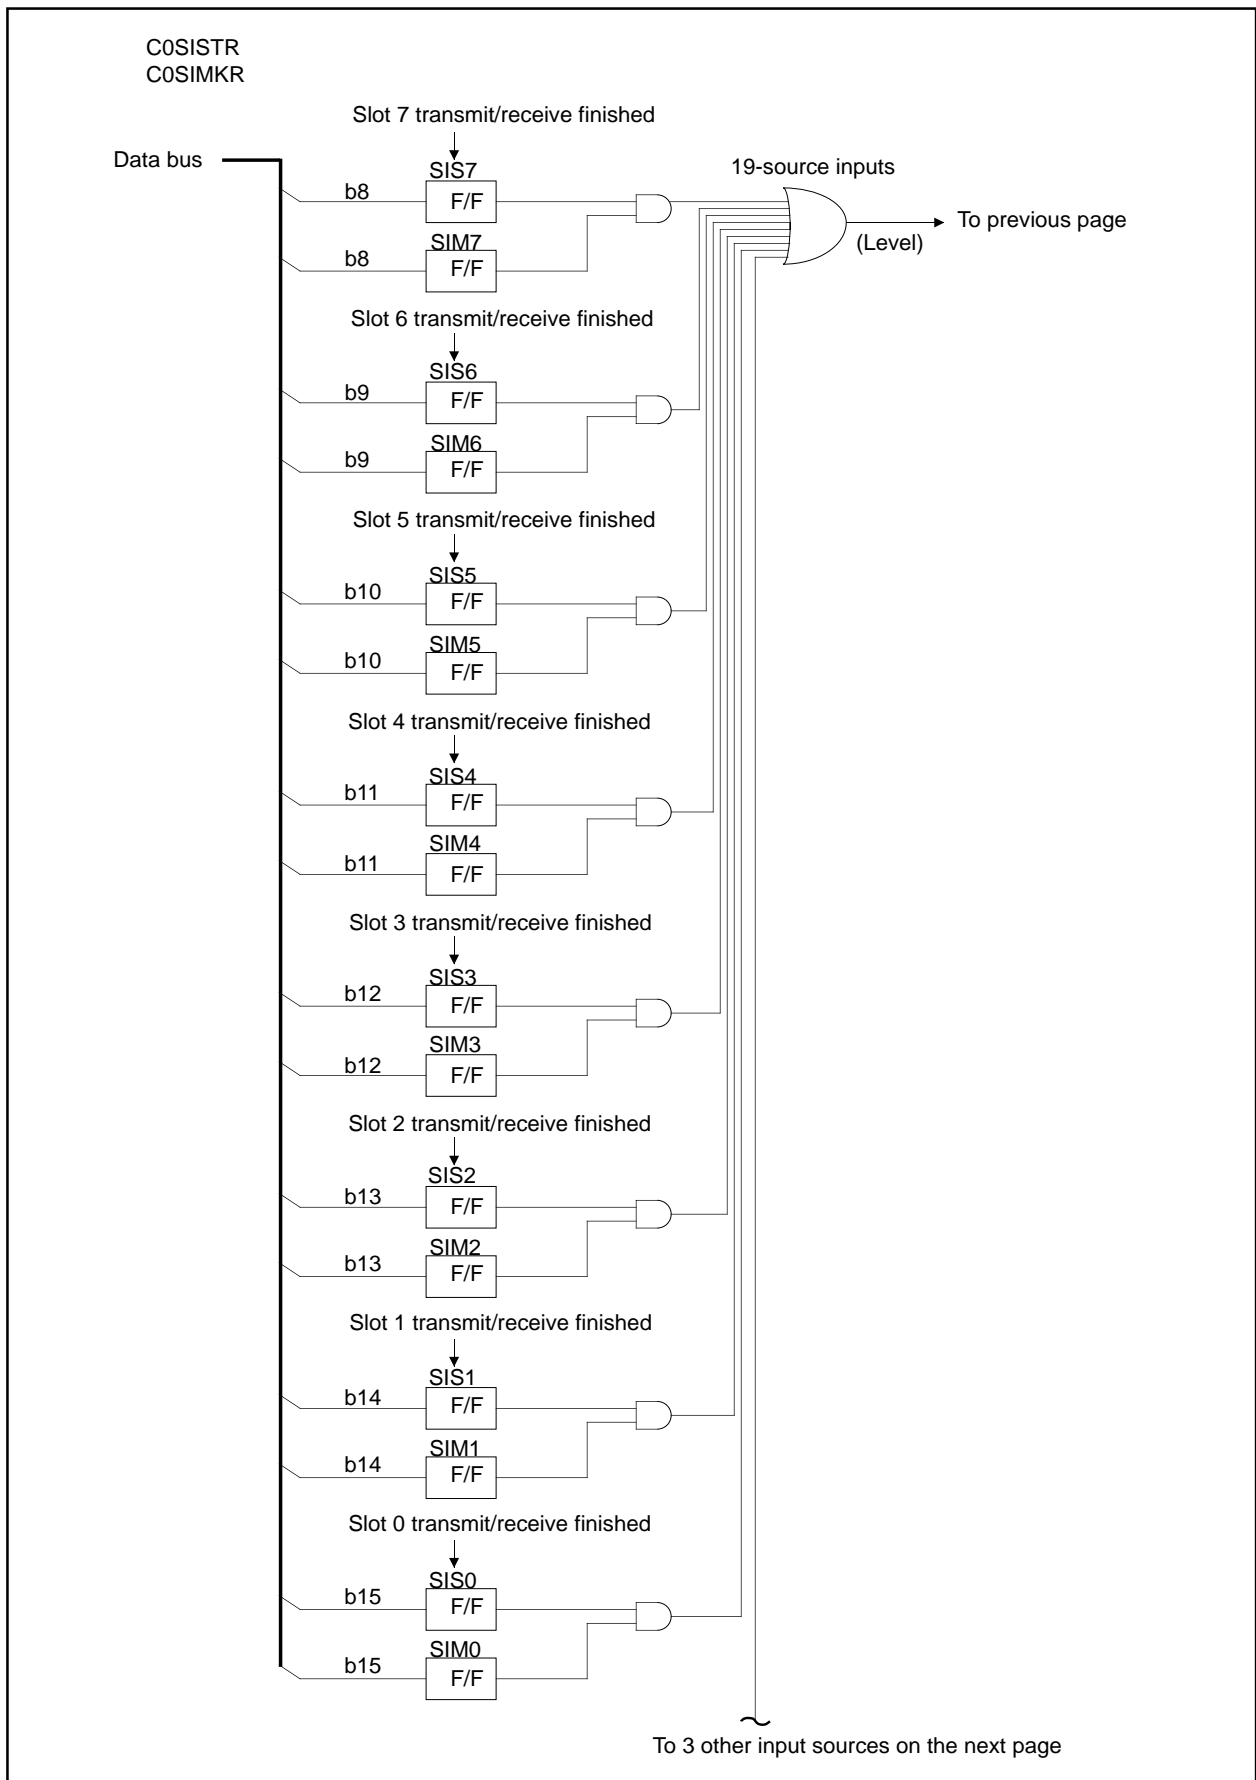 C0SISTR
C0SIMKR
Slot 7 transmit/receive finished
Data bus
SIS7
19-source inputs
b8
F/F
To previous page
(Level)
SIM7
b8
F/F
Slot 6 transmit/receive finished
SIS6
b9
F/F
SIM6
b9
F/F
Slot 5 transmit/receive finished
SIS5
b10
F/F
SIM5
b10
F/F
Slot 4 transmit/receive finished
SIS4
b11
F/F
SIM4
b11
F/F
Slot 3 transmit/receive finished
SIS3
b12
F/F
SIM3
b12
F/F
Slot 2 transmit/receive finished
SIS2
b13
F/F
SIM2
b13
F/F
Slot 1 transmit/receive finished
SIS1
b14
F/F
SIM1
b14
F/F
Slot 0 transmit/receive finished
SIS0
b15
F/F
SIM0
b15
F/F
To 3 other input sources on the next page